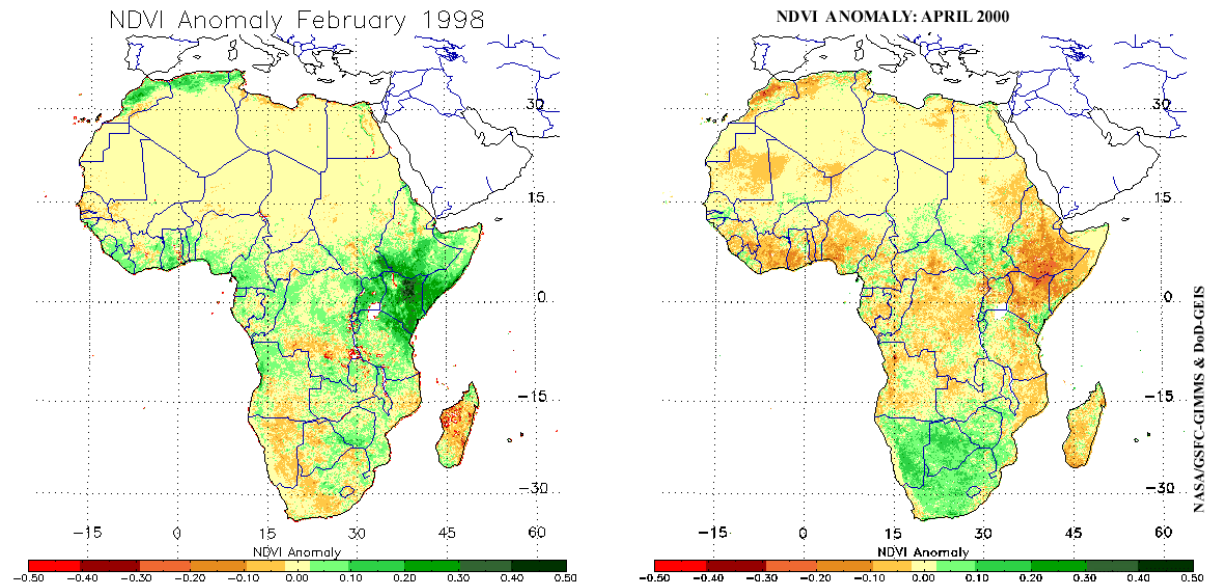 NDVI Anomaly February 1998
30
15
0
-15
-30
-15 0 15 30 45 60
NDVI Anomaly
-0.50 -0.40 -0.30 -0.20 -0.10 0.00 0.10 0.20 0.30 0.40 0.50
NDVI ANOMALY: APRIL 2000
30
15
0
-15
-30
-15 0 15 30 45 60
NDVI Anomaly
-0.50 -0.40 -0.30 -0.20 -0.10 0.00 0.10 0.20 0.30 0.40 0.50
NASA/GSFC-GIMMS & DoD-GEIS